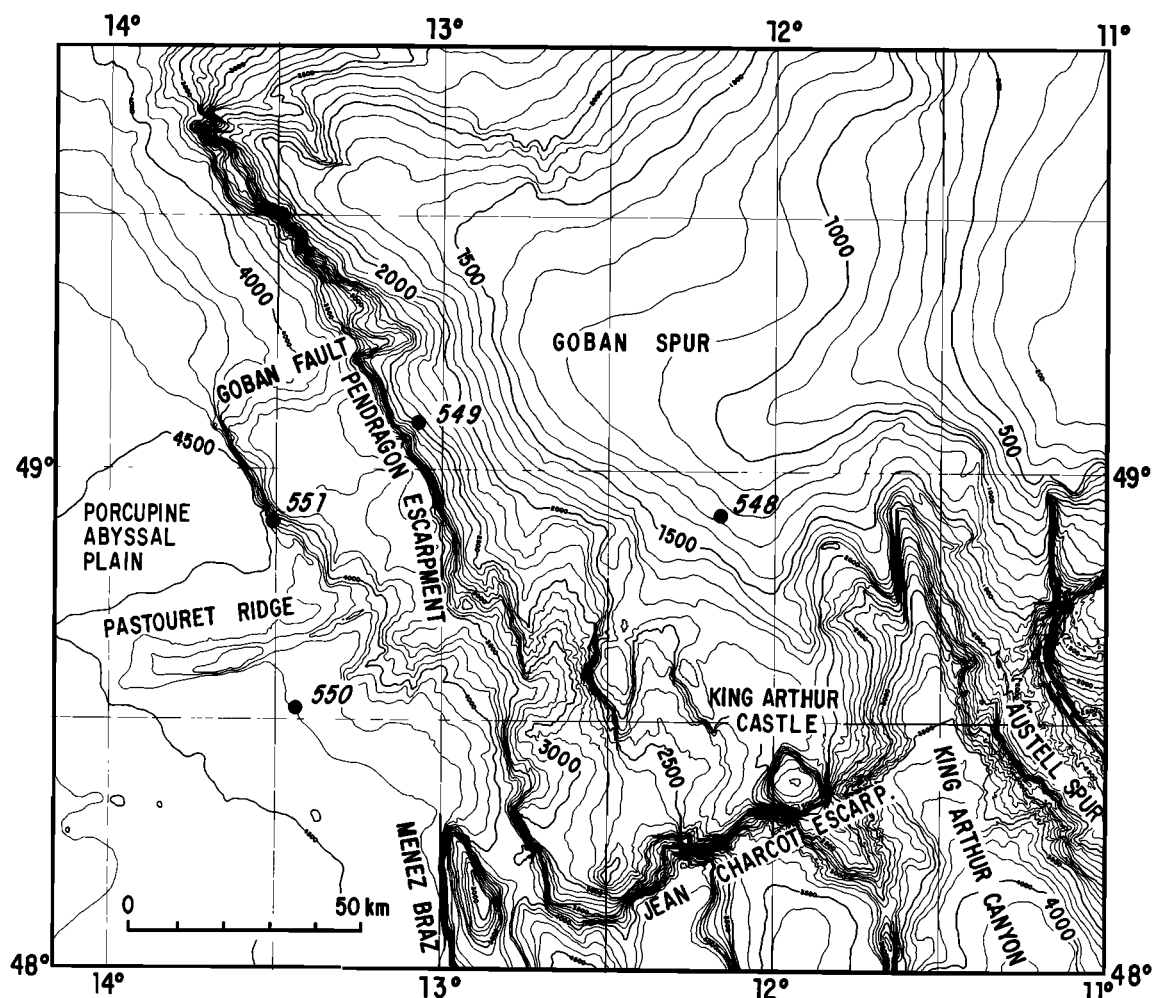 14°
13°
12°
11°
1000
1500
2000
4000
GOBAN SPUR
GOBAN FAULT
PENDRAGON ESCARPMENT
549
4500
500
49°
49°
551
548
PORCUPINE
ABYSSAL
PLAIN
1500
PASTOURET RIDGE
550
KING ARTHUR
CASTLE
3000
2500
AUSTELL SPUR
KING ARTHUR CANYON
JEAN CHARCOT ESCARP.
MENEZ BRAZ
0 50 km
4000
48°
48°
14°
13°
12°
11°